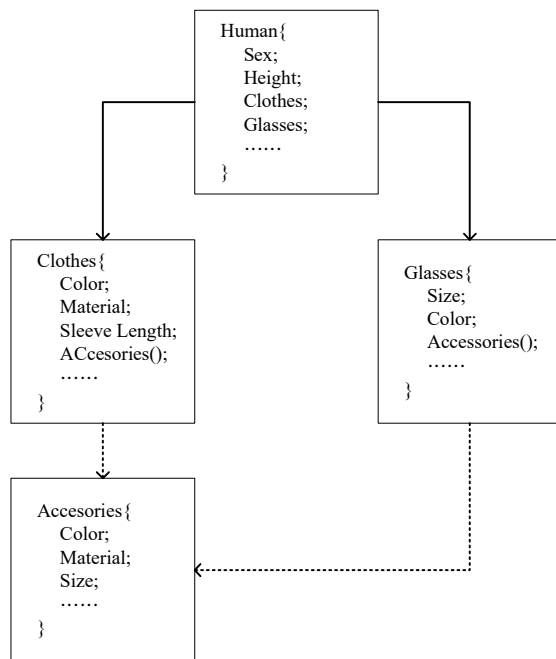 Human{
Sex;
Height;
Clothes;
Glasses;
……
}
Clothes{
Color;
Material;
Sleeve Length;
ACcesories();
……
}
Glasses{
Size;
Color;
Accessories();
……
}
Accesories{
Color;
Material;
Size;
……
}